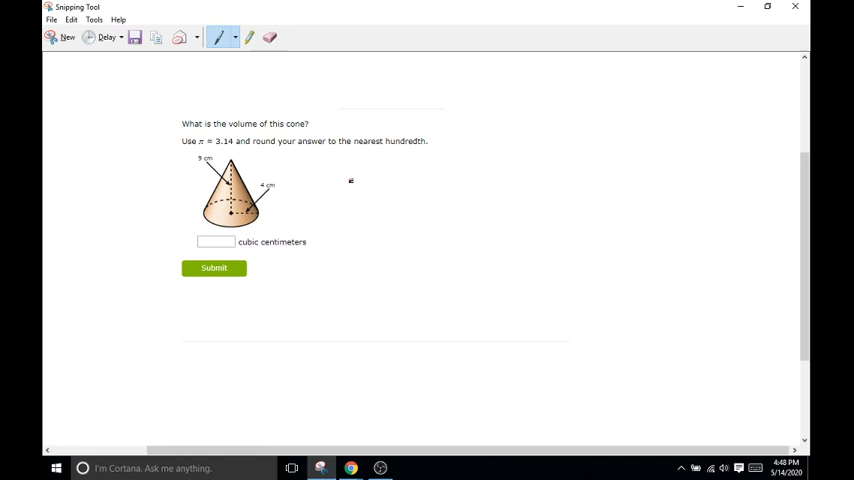 Snipping Tool
File Edit Tools Help
New Delay
What is the volume of this cone?
Use π ≈ 3.14 and round your answer to the nearest hundredth.
9 cm
4 cm
cubic centimeters
Submit
I'm Cortana. Ask me anything.
4:48 PM
5/14/2020